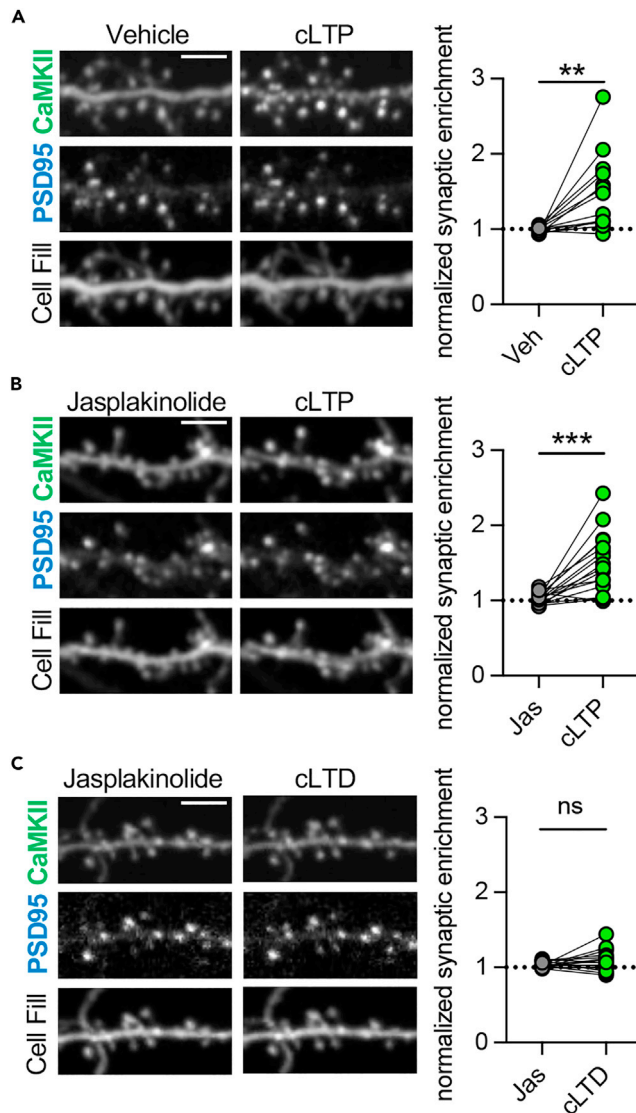 A
Vehicle
cLTP
CaMKII
PSD95
Cell Fill
normalized synaptic enrichment
3
2
1
0
**
Veh
cLTP
B
Jasplakinolide
cLTP
CaMKII
PSD95
Cell Fill
normalized synaptic enrichment
3
2
1
0
***
Jas
cLTP
C
Jasplakinolide
cLTD
CaMKII
PSD95
Cell Fill
normalized synaptic enrichment
3
2
1
0
ns
Jas
cLTD